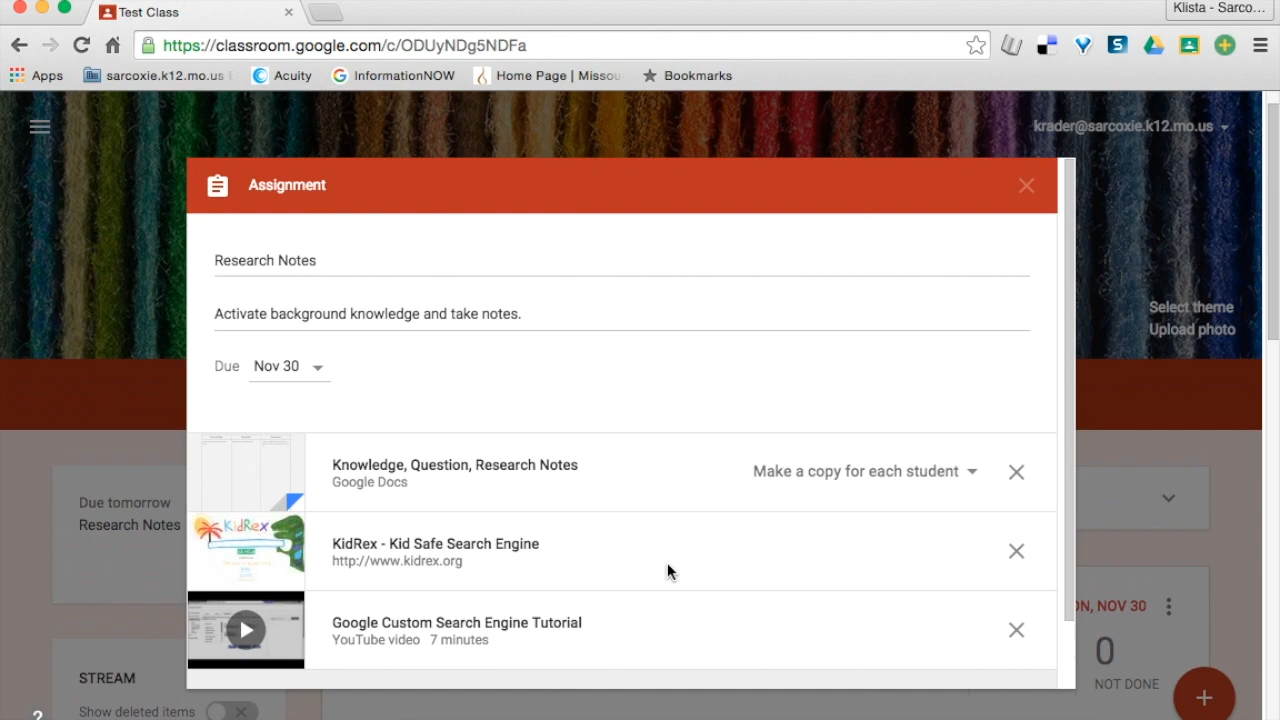 Test Class
Klista - Sarco...
https://classroom.google.com/c/ODUyNDg5NDFa
Apps
sarcoxie.k12.mo.us
Acuity
InformationNOW
Home Page | Missou
Bookmarks
krader@sarcoxie.k12.mo.us
Assignment
Research Notes
Activate background knowledge and take notes.
Select theme
Upload photo
Due Nov 30
Knowledge, Question, Research Notes
Google Docs
Make a copy for each student
Due tomorrow
Research Notes
KidRex
KidRex - Kid Safe Search Engine
http://www.kidrex.org
ON, NOV 30
Google Custom Search Engine Tutorial
YouTube video 7 minutes
0
NOT DONE
STREAM
Show deleted items
?